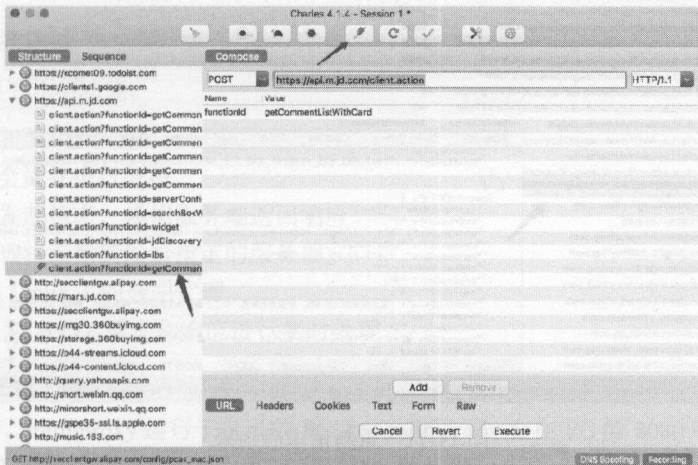 Charles 4.1.4 - Session 1 *
Structure
Sequence
Compose
https://xcomet09.todoist.com
https://clients1.google.com
https://api.m.jd.com
client.action?functionId=getCommen
client.action?functionId=getCommen
client.action?functionId=getCommen
client.action?functionId=getCommen
client.action?functionId=getCommen
client.action?functionId=getCommen
client.action?functionId=serverConfi
client.action?functionId=searchBoxW
client.action?functionId=widget
client.action?functionId=jdDiscovery
client.action?functionId=lbs
client.action?functionId=getCommen
http://secclientgw.alipay.com
https://mars.jd.com
https://secclientgw.alipay.com
https://mg30.360buyimg.com
https://storage.360buyimg.com
https://p44-streams.icloud.com
https://p44-content.icloud.com
http://query.yahooapis.com
http://short.weixin.qq.com
http://minorshort.weixin.qq.com
https://gspe35-ssl.ls.apple.com
http://music.163.com
POST
https://api.m.jd.com/client.action
HTTP/1.1
Name
Value
functionId
getCommentListWithCard
Add
Remove
URL
Headers
Cookies
Text
Form
Raw
Cancel
Revert
Execute
GET http://secclientgw.alipay.com/config/pcas_mac.json
DNS Spoofing
Recording